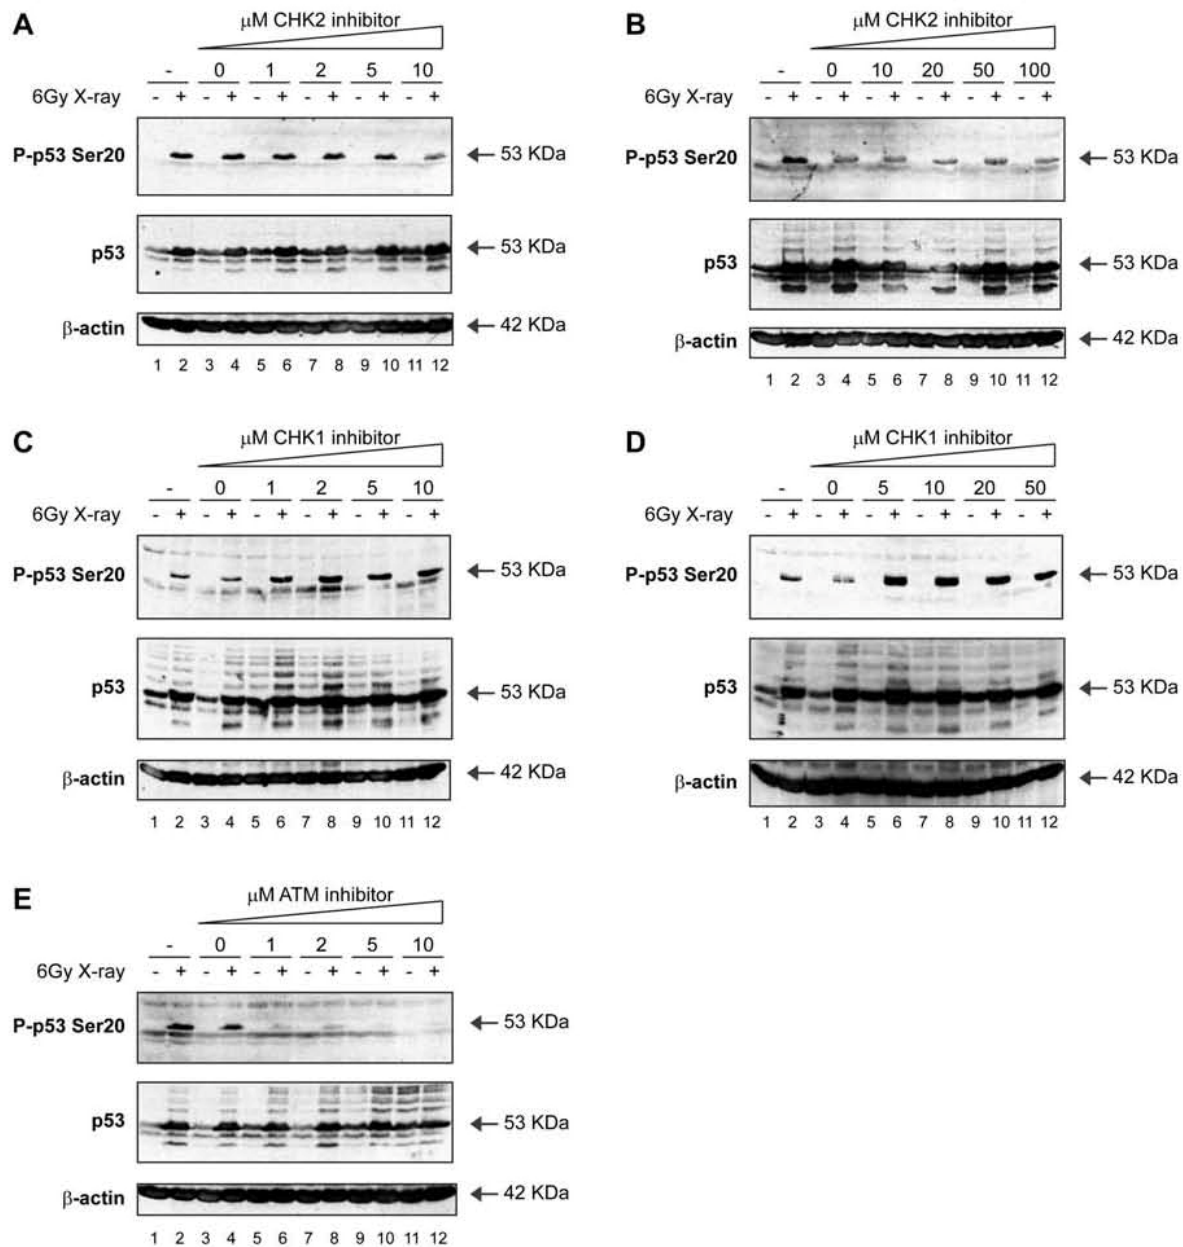 A
μM CHK2 inhibitor
- 0 1 2 5 10
6Gy X-ray - + - + - + - + - + - +
P-p53 Ser20 53 KDa
p53 53 KDa
β-actin 42 KDa
1 2 3 4 5 6 7 8 9 10 11 12
B
μM CHK2 inhibitor
- 0 10 20 50 100
6Gy X-ray - + - + - + - + - + - +
P-p53 Ser20 53 KDa
p53 53 KDa
β-actin 42 KDa
1 2 3 4 5 6 7 8 9 10 11 12
C
μM CHK1 inhibitor
- 0 1 2 5 10
6Gy X-ray - + - + - + - + - + - +
P-p53 Ser20 53 KDa
p53 53 KDa
β-actin 42 KDa
1 2 3 4 5 6 7 8 9 10 11 12
D
μM CHK1 inhibitor
- 0 5 10 20 50
6Gy X-ray - + - + - + - + - + - +
P-p53 Ser20 53 KDa
p53 53 KDa
β-actin 42 KDa
1 2 3 4 5 6 7 8 9 10 11 12
E
μM ATM inhibitor
- 0 1 2 5 10
6Gy X-ray - + - + - + - + - + - +
P-p53 Ser20 53 KDa
p53 53 KDa
β-actin 42 KDa
1 2 3 4 5 6 7 8 9 10 11 12